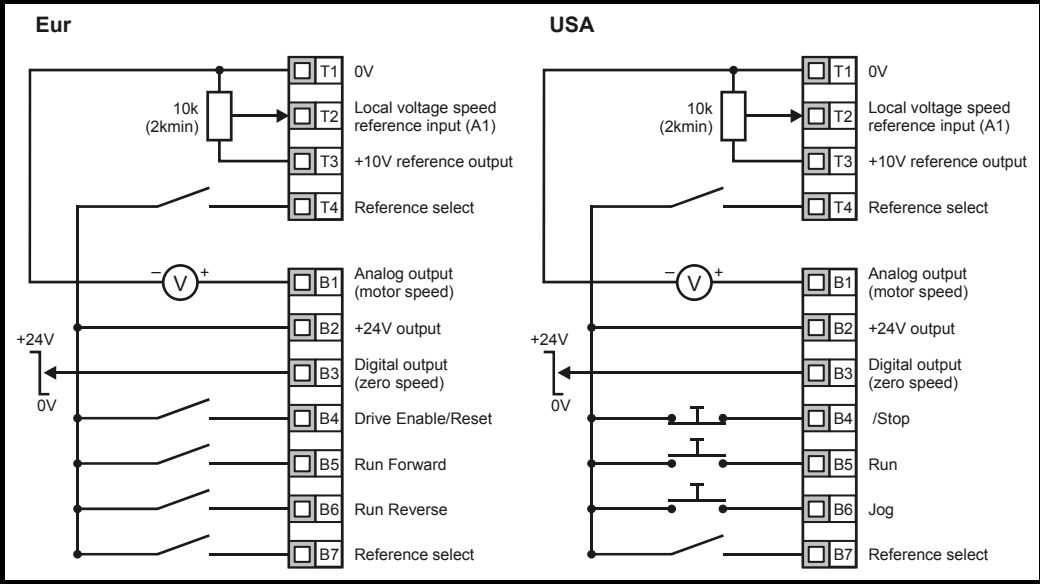 Eur
T1 0V
10k
(2kmin)
T2 Local voltage speed
reference input (A1)
T3 +10V reference output
T4 Reference select
– V +
B1 Analog output
(motor speed)
B2 +24V output
+24V
0V
B3 Digital output
(zero speed)
B4 Drive Enable/Reset
B5 Run Forward
B6 Run Reverse
B7 Reference select
USA
T1 0V
10k
(2kmin)
T2 Local voltage speed
reference input (A1)
T3 +10V reference output
T4 Reference select
– V +
B1 Analog output
(motor speed)
B2 +24V output
+24V
0V
B3 Digital output
(zero speed)
B4 /Stop
B5 Run
B6 Jog
B7 Reference select